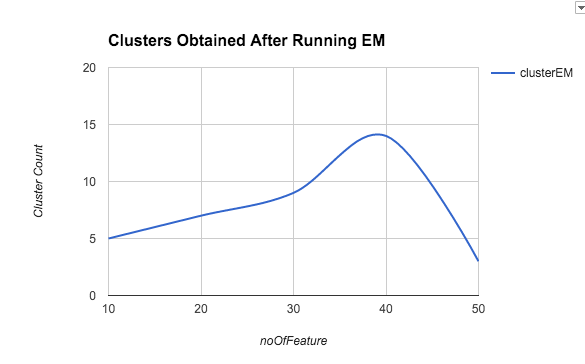 Clusters Obtained After Running EM
clusterEM
Cluster Count
20
15
10
5
0
10 20 30 40 50
noOfFeature